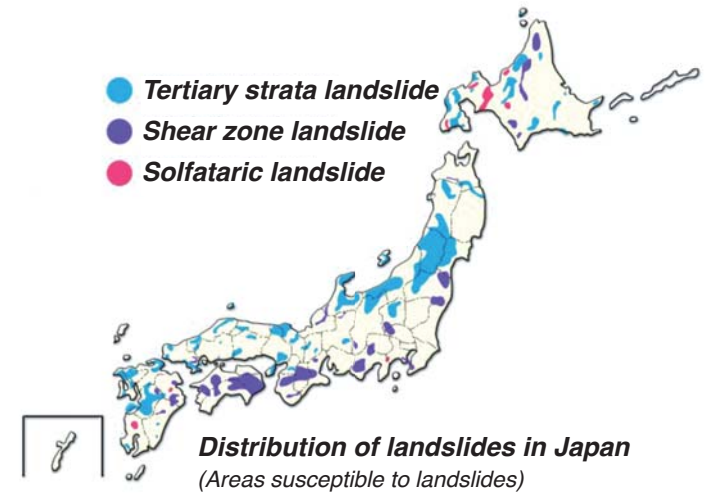 Tertiary strata landslide
Shear zone landslide
Solfataric landslide
Distribution of landslides in Japan
(Areas susceptible to landslides)